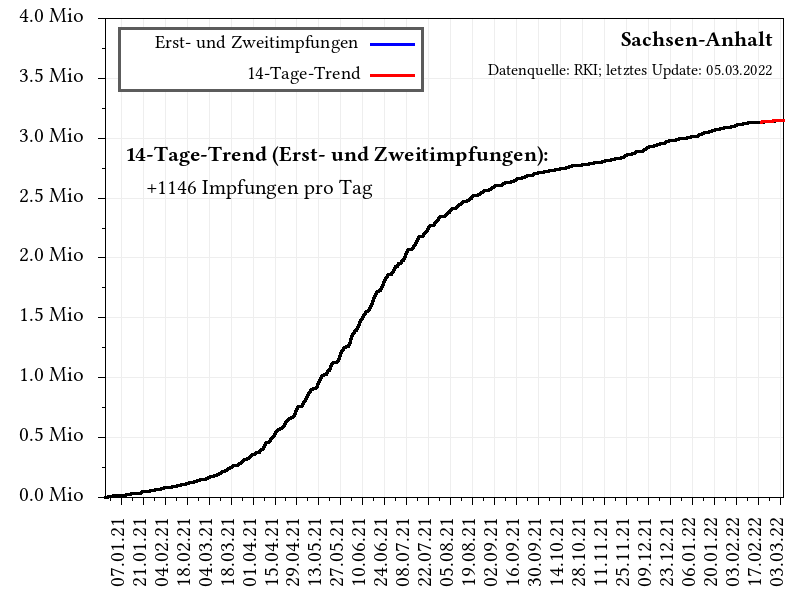 4.0 Mio
3.5 Mio
3.0 Mio
2.5 Mio
2.0 Mio
1.5 Mio
1.0 Mio
0.5 Mio
0.0 Mio
Erst- und Zweitimpfungen
14-Tage-Trend
Sachsen-Anhalt
Datenquelle: RKI; letztes Update: 05.03.2022
14-Tage-Trend (Erst- und Zweitimpfungen):
+1146 Impfungen pro Tag
07.01.21
21.01.21
04.02.21
18.02.21
04.03.21
18.03.21
01.04.21
15.04.21
29.04.21
13.05.21
27.05.21
10.06.21
24.06.21
08.07.21
22.07.21
05.08.21
19.08.21
02.09.21
16.09.21
30.09.21
14.10.21
28.10.21
11.11.21
25.11.21
09.12.21
23.12.21
06.01.22
20.01.22
03.02.22
17.02.22
03.03.22